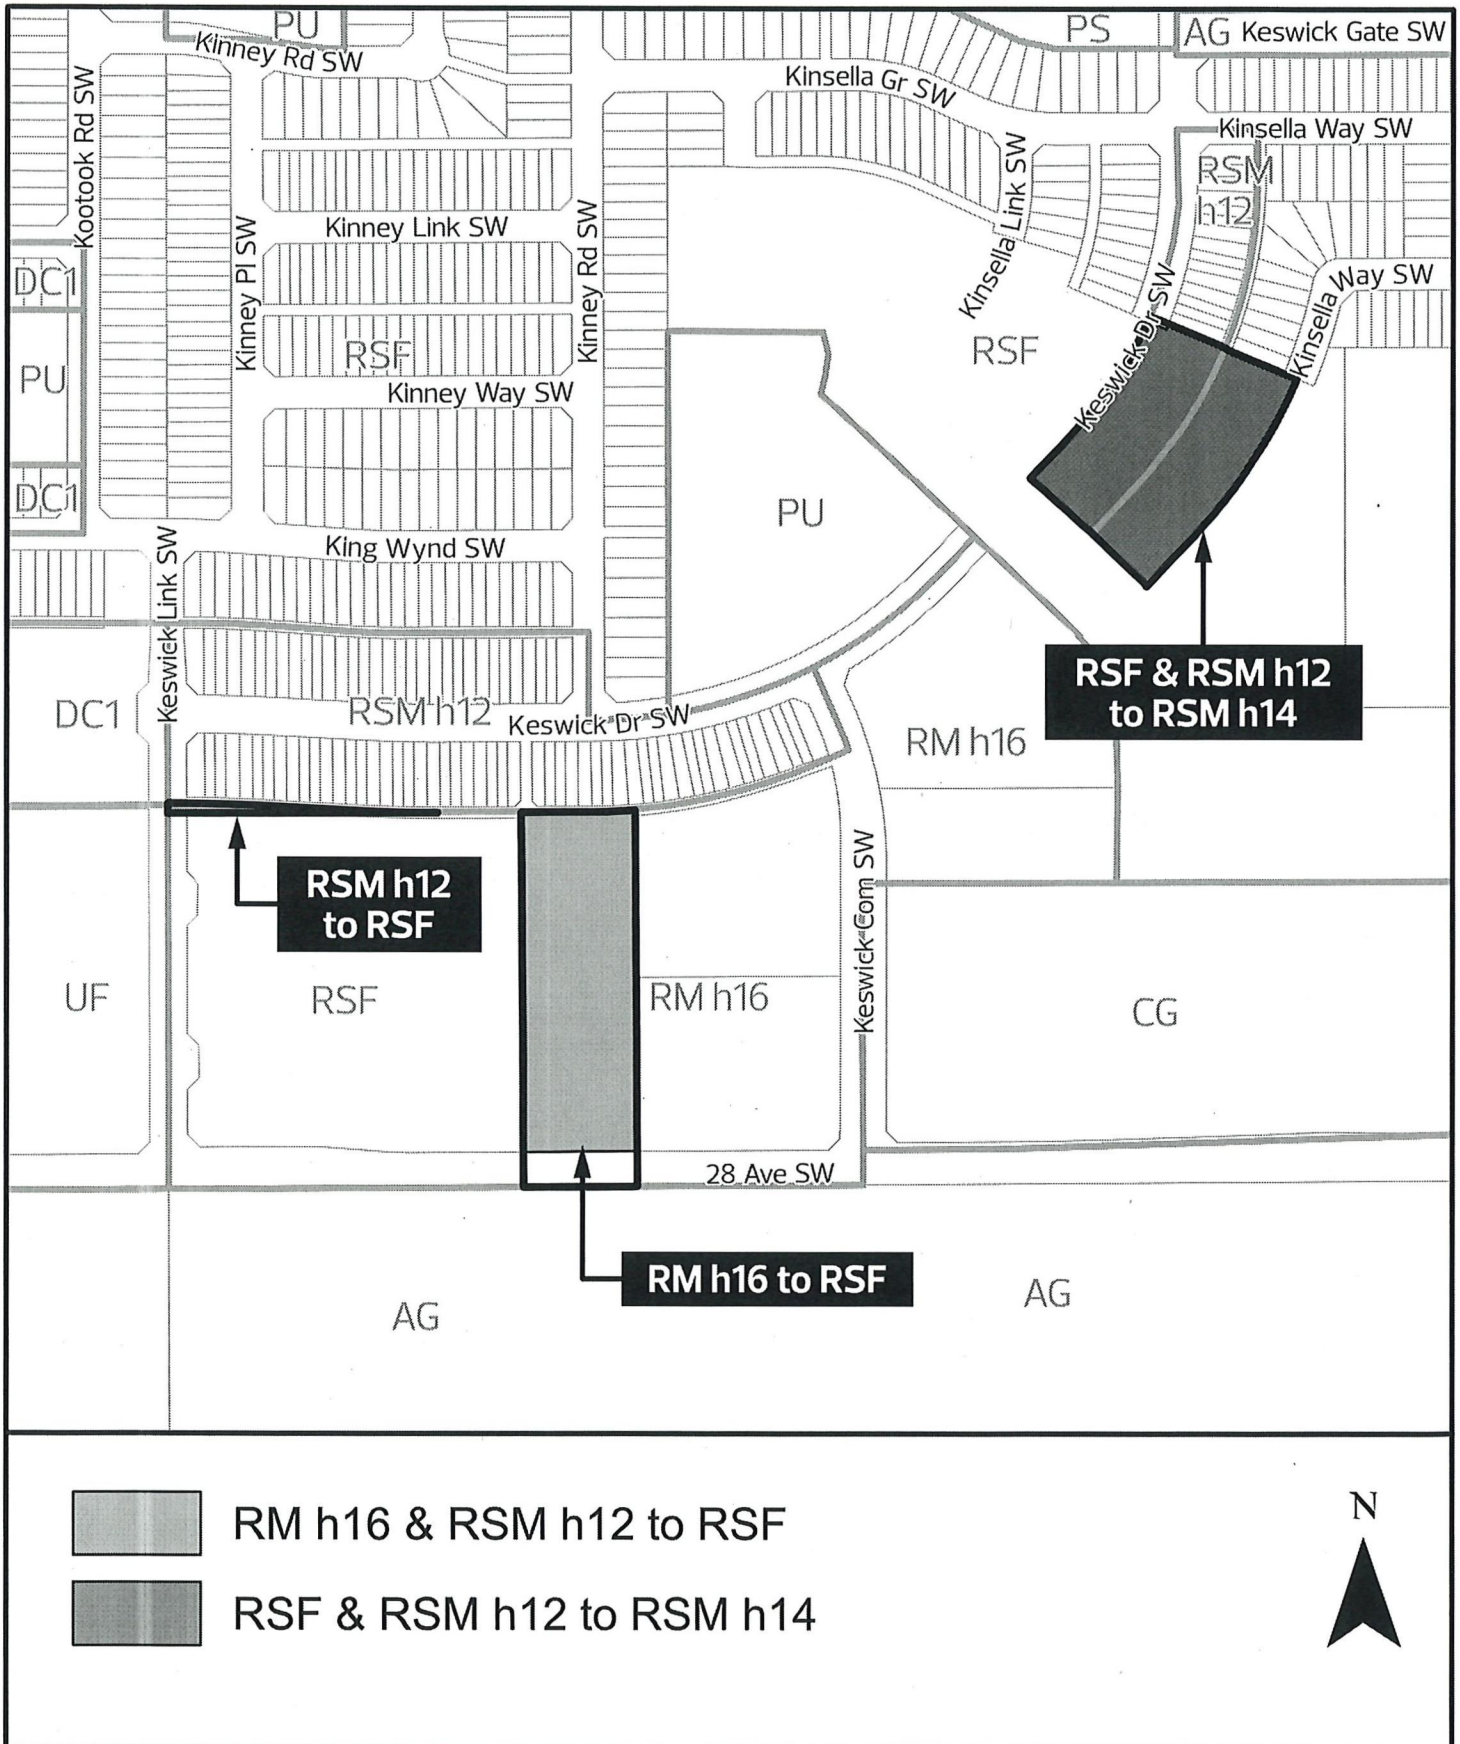 PU
PS
AG
Keswick Gate SW
Kinney Rd SW
Kinsella Gr SW
Kootook Rd SW
Kinsella Way SW
RSM
h12
Kinsella Link SW
Kinney Link SW
Kinney Pl SW
Kinney Rd SW
DC1
Kinsella Way SW
Keswick Dr SW
RSF
RSF
PU
Kinney Way SW
DC1
PU
King Wynd SW
Keswick Link SW
RSF & RSM h12
to RSM h14
DC1
RSM h12
Keswick Dr SW
RM h16
RSM h12
to RSF
Keswick Com SW
UF
RSF
RM h16
CG
28 Ave SW
RM h16 to RSF
AG
AG
RM h16 & RSM h12 to RSF
RSF & RSM h12 to RSM h14
N